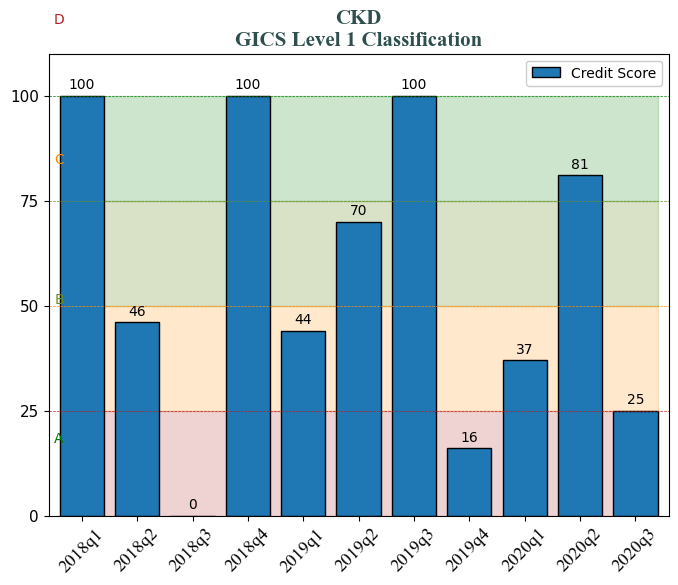 D
CKD
GICS Level 1 Classification
Credit Score
100
75
50
25
0
C
B
A
100
46
0
100
44
70
100
16
37
81
25
2018q1
2018q2
2018q3
2018q4
2019q1
2019q2
2019q3
2019q4
2020q1
2020q2
2020q3